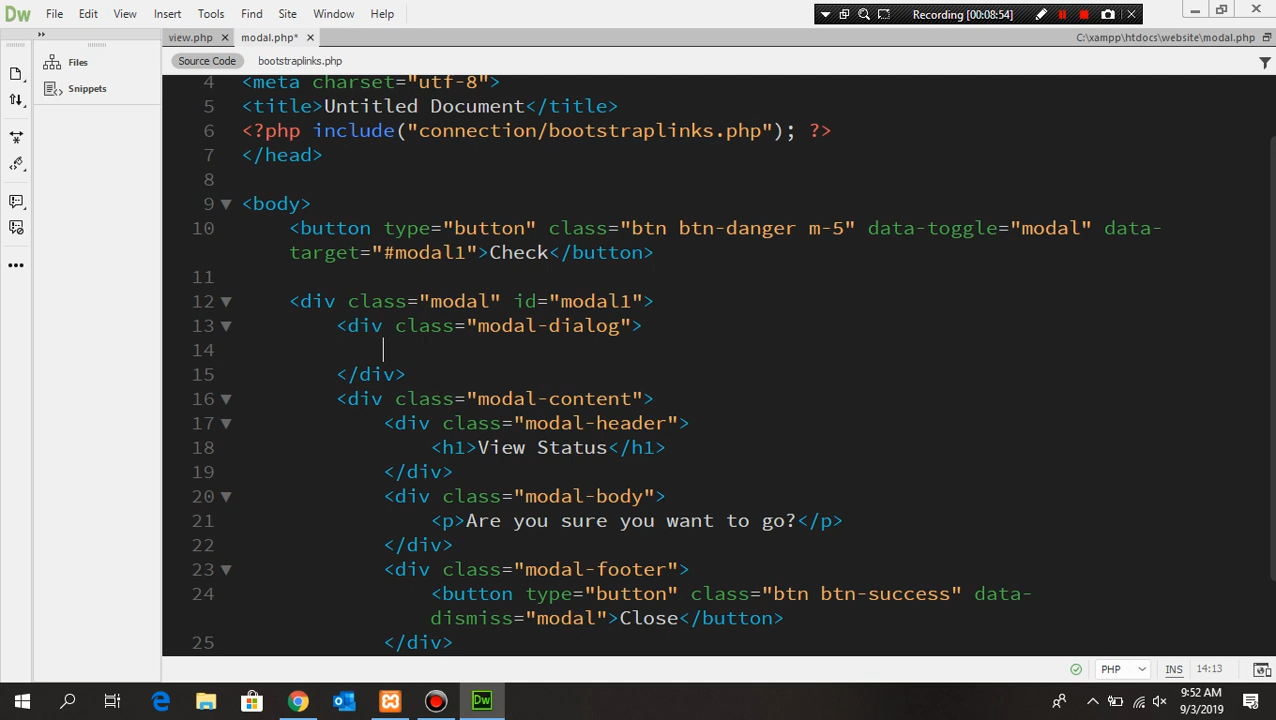 Dw File Edit View Insert Tools Find Site Window Help
Recording [00:08:54]
view.php modal.php*
C:\xampp\htdocs\website\modal.php
Files
Snippets
Source Code bootstraplinks.php
4 <meta charset="utf-8">
5 <title>Untitled Document</title>
6 <?php include("connection/bootstraplinks.php"); ?>
7 </head>
8
9 <body>
10 <button type="button" class="btn btn-danger m-5" data-toggle="modal" data-
target="#modal1">Check</button>
11
12 <div class="modal" id="modal1">
13 <div class="modal-dialog">
14
15 </div>
16 <div class="modal-content">
17 <div class="modal-header">
18 <h1>View Status</h1>
19 </div>
20 <div class="modal-body">
21 <p>Are you sure you want to go?</p>
22 </div>
23 <div class="modal-footer">
24 <button type="button" class="btn btn-success" data-
dismiss="modal">Close</button>
25 </div>
PHP INS 14:13
Dw
9:52 AM
9/3/2019